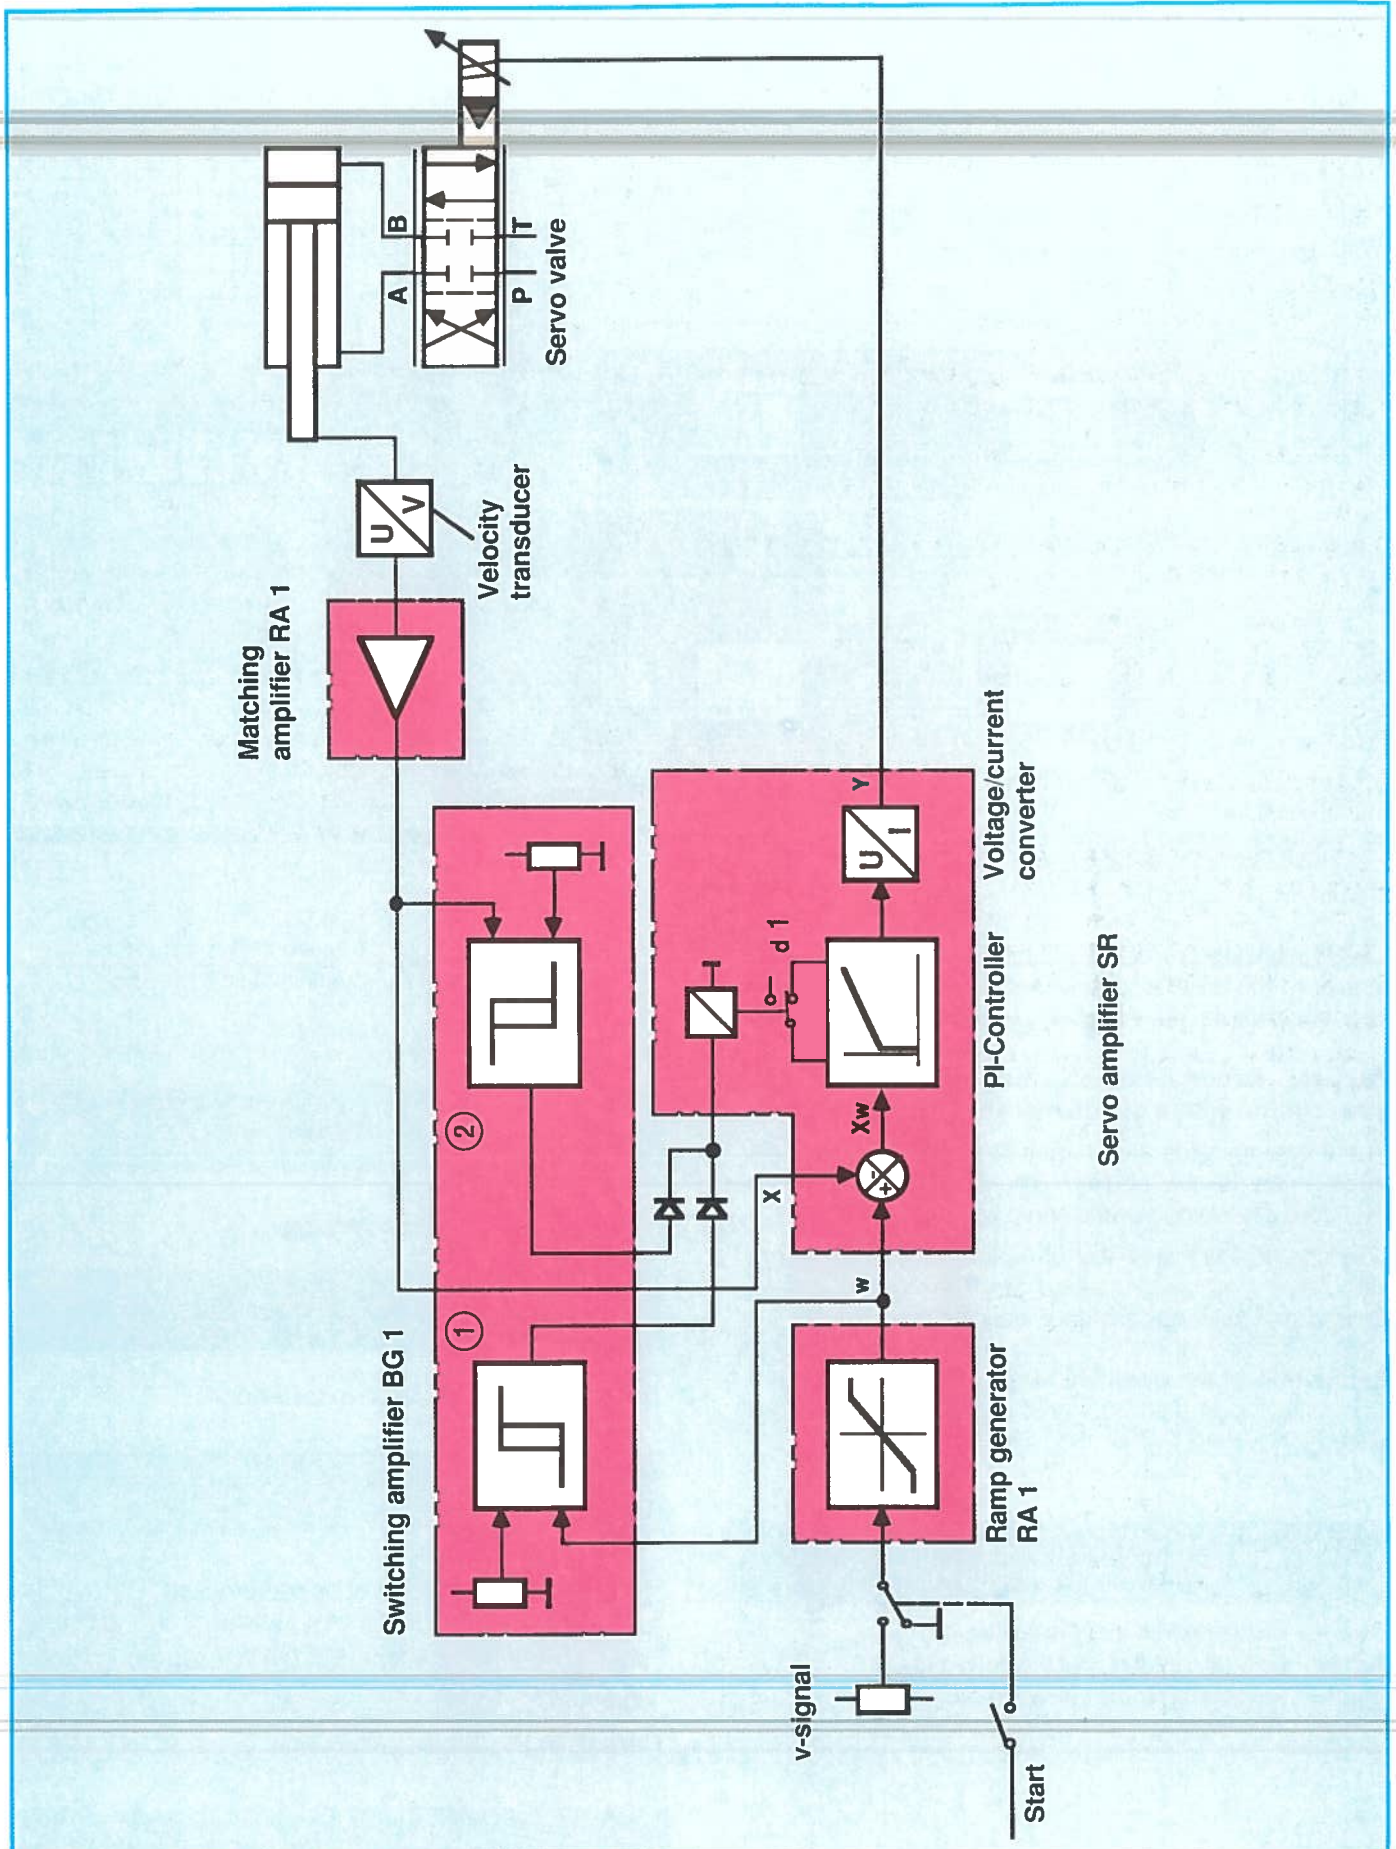 Matching
amplifier RA 1
U
V
Velocity
transducer
A
B
P
T
Servo valve
Switching amplifier BG 1
1
2
d 1
X
w
+
-
Xw
U
I
Y
PI-Controller
Voltage/current
converter
Servo amplifier SR
Ramp generator
RA 1
v-signal
Start